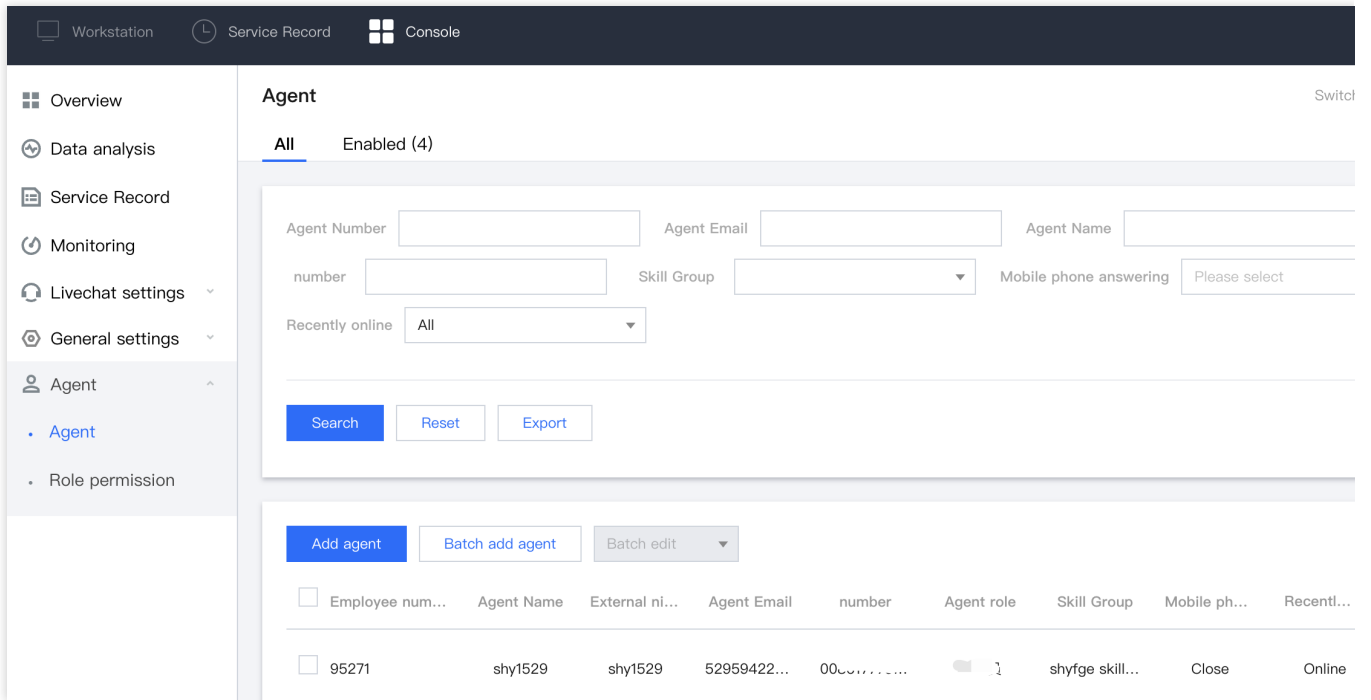 Workstation Service Record Console
Overview
Data analysis
Service Record
Monitoring
Livechat settings
General settings
Agent
Agent
Role permission
Agent
All Enabled (4)
Agent Number Agent Email Agent Name
number Skill Group Mobile phone answering Please select
Recently online All
Search Reset Export
Add agent Batch add agent Batch edit
Employee num... Agent Name External ni... Agent Email number Agent role Skill Group Mobile ph... Recentl...
95271 shy1529 shy1529 52959422... shyfge skill... Close Online